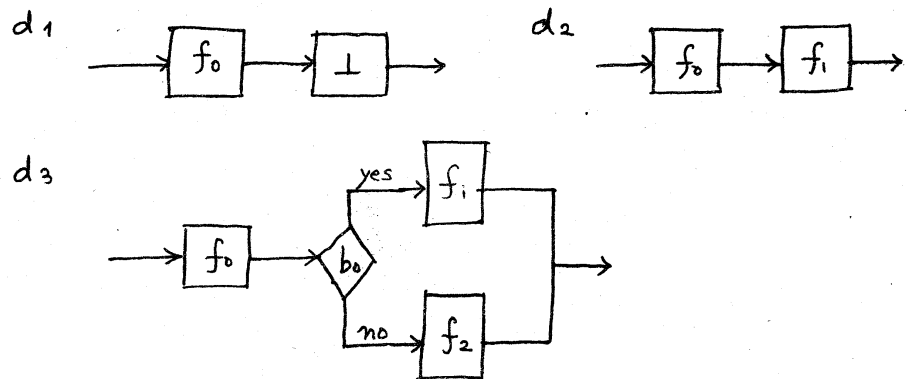 d1
f₀ ⊥
d2
f₀ f₁
d3
yes
f₁
f₀ b₀
no
f₂